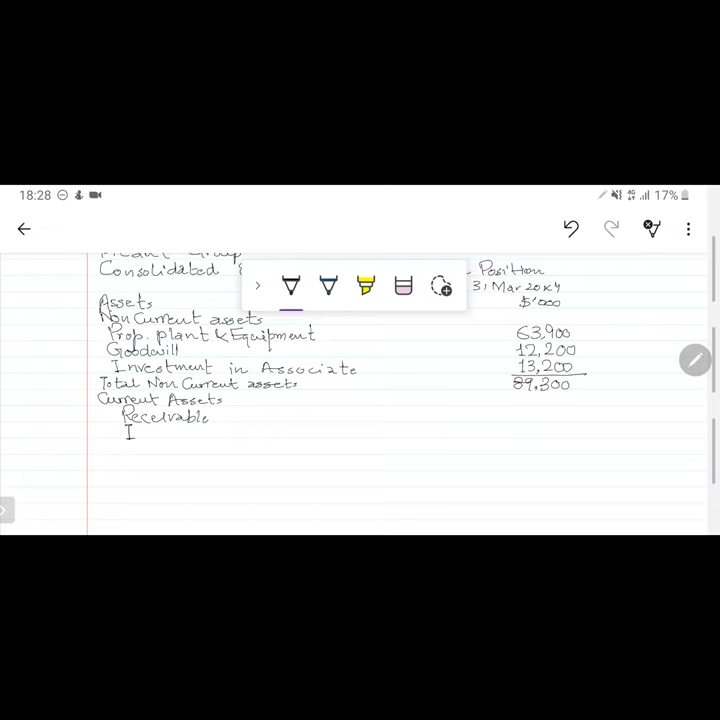 18:28 4G 17%
Consolidated Position
31 Mar 20x4
Assets $'000
Non Current assets
Prop. plant & Equipment 63,900
Goodwill 12,200
Investment in Associate 13,200
Total Non Current assets 89,300
Current Assets
Receivable
I